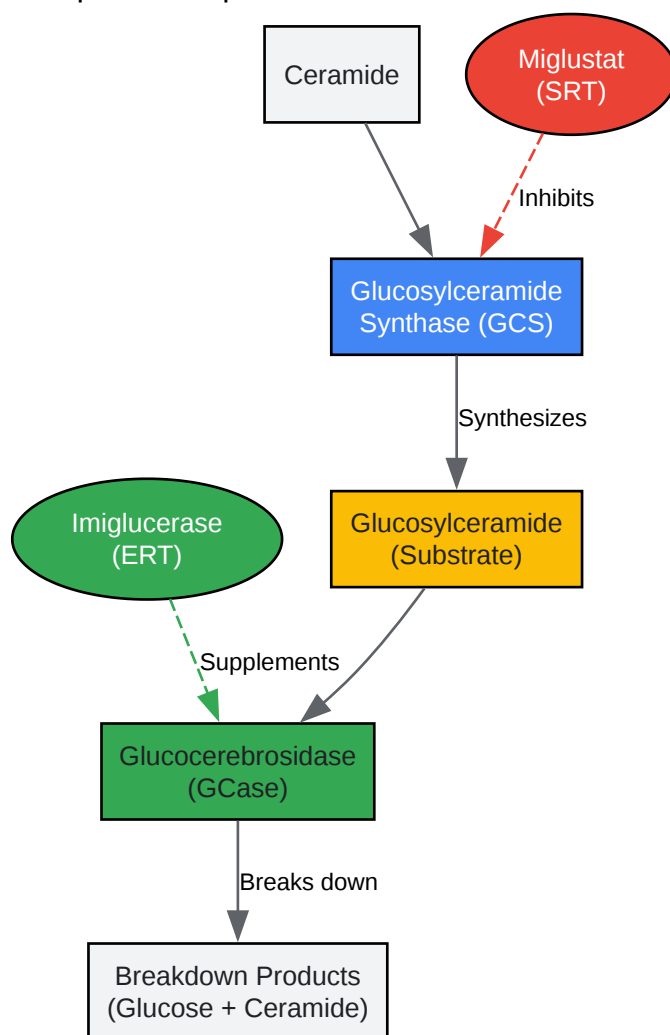 Ceramide
Miglustat
(SRT)
Inhibits
Glucosylceramide
Synthase (GCS)
Synthesizes
Imiglucerase
(ERT)
Glucosylceramide
(Substrate)
Supplements
Glucocerebrosidase
(GCase)
Breaks down
Breakdown Products
(Glucose + Ceramide)